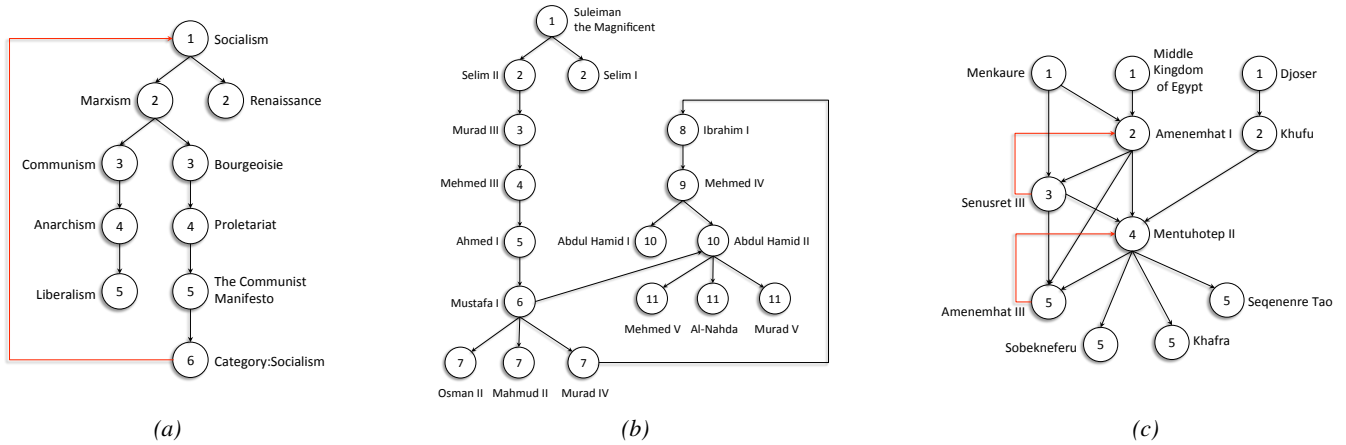 1 Socialism
Marxism 2 2 Renaissance
Communism 3 3 Bourgeoisie
Anarchism 4 4 Proletariat
Liberalism 5 5 The Communist
Manifesto
6 Category:Socialism
(a)
1 Suleiman
the Magnificent
Selim II 2 2 Selim I
Murad III 3
8 Ibrahim I
Mehmed III 4
9 Mehmed IV
Ahmed I 5
Abdul Hamid I 10 10 Abdul Hamid II
Mustafa I 6
11 11 11
Mehmed V Al-Nahda Murad V
7 7 7
Osman II Mahmud II Murad IV
(b)
Menkaure 1 1 Middle
Kingdom
of Egypt
1 Djoser
2 Amenemhat I
2 Khufu
3
Senusret III
4 Mentuhotep II
5
Amenemhat III
5 Seqenenre Tao
Sobekneferu 5
5 Khafra
(c)